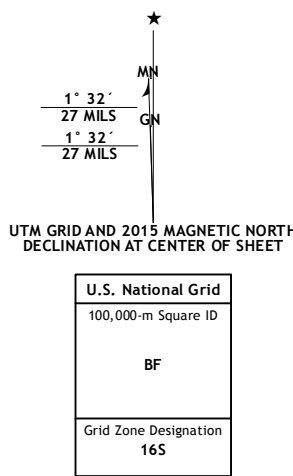 MN
1° 32´
27 MILS
GN
1° 32´
27 MILS
UTM GRID AND 2015 MAGNETIC NORTH
DECLINATION AT CENTER OF SHEET
U.S. National Grid
100,000-m Square ID
BF
Grid Zone Designation
16S